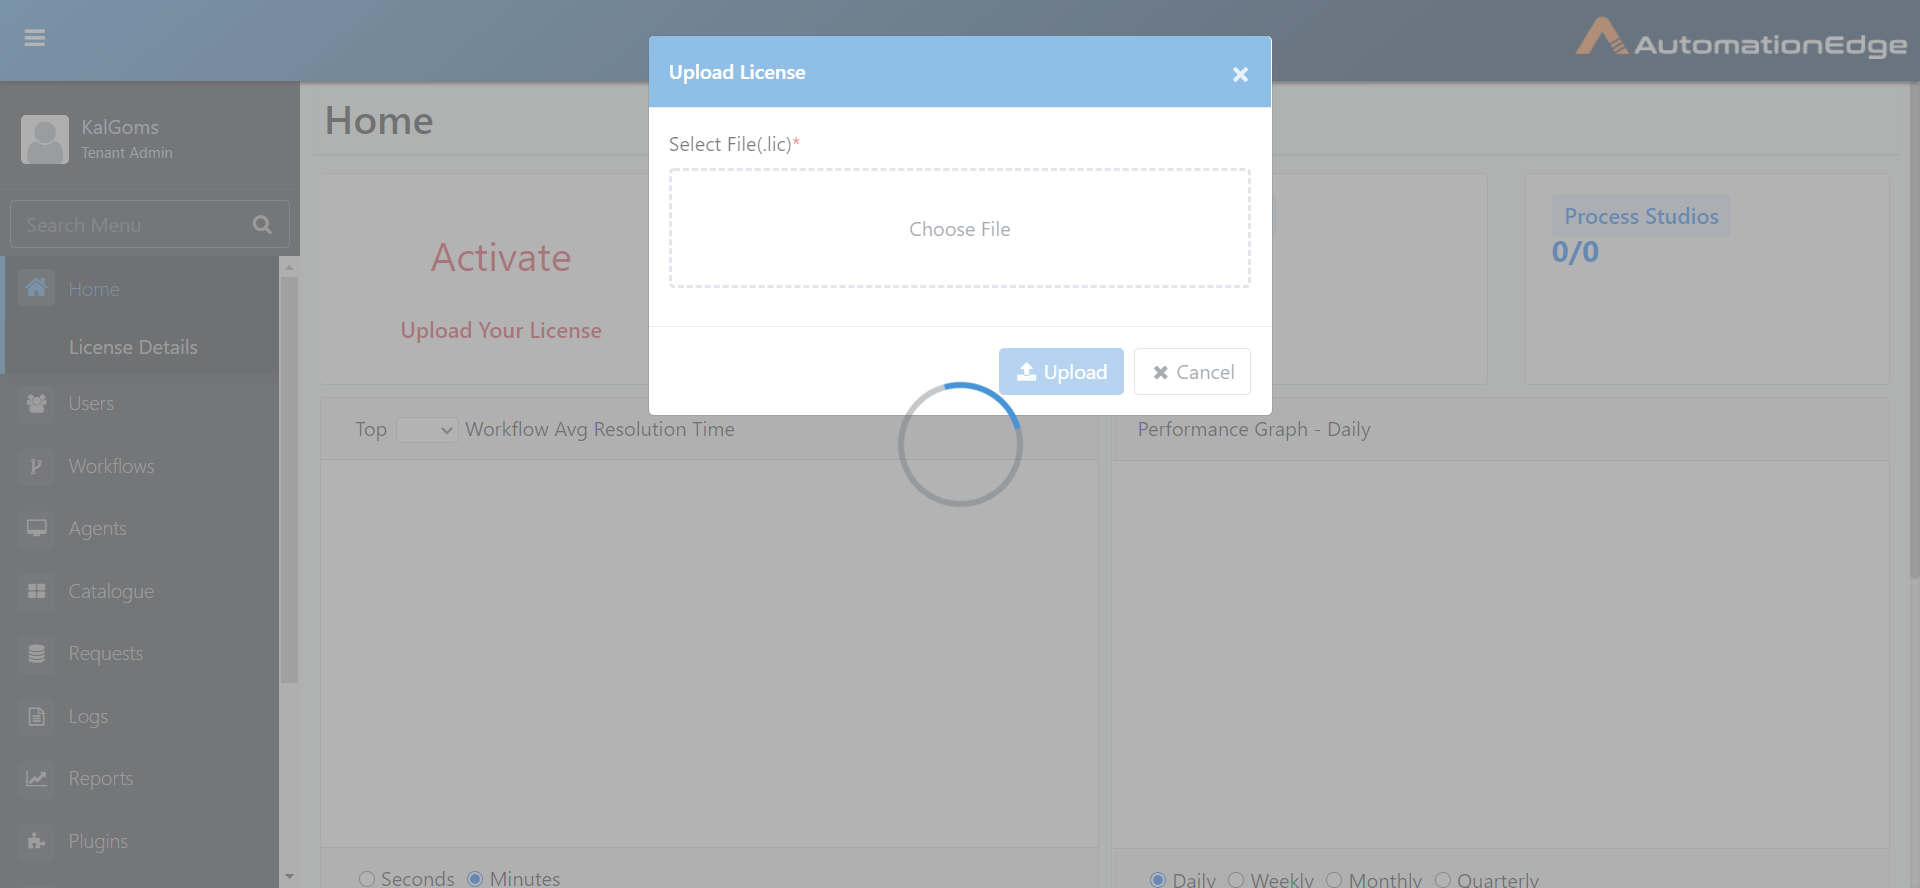 AutomationEdge
Upload License
KalGoms
Tenant Admin
Home
Select File(.lic)*
Choose File
Search Menu
Activate
Upload Your License
Process Studios
0/0
Home
License Details
Users
Workflows
Agents
Catalogue
Requests
Logs
Reports
Plugins
Upload
Cancel
Top
Workflow Avg Resolution Time
Performance Graph - Daily
Seconds Minutes
Daily Weekly Monthly Quarterly